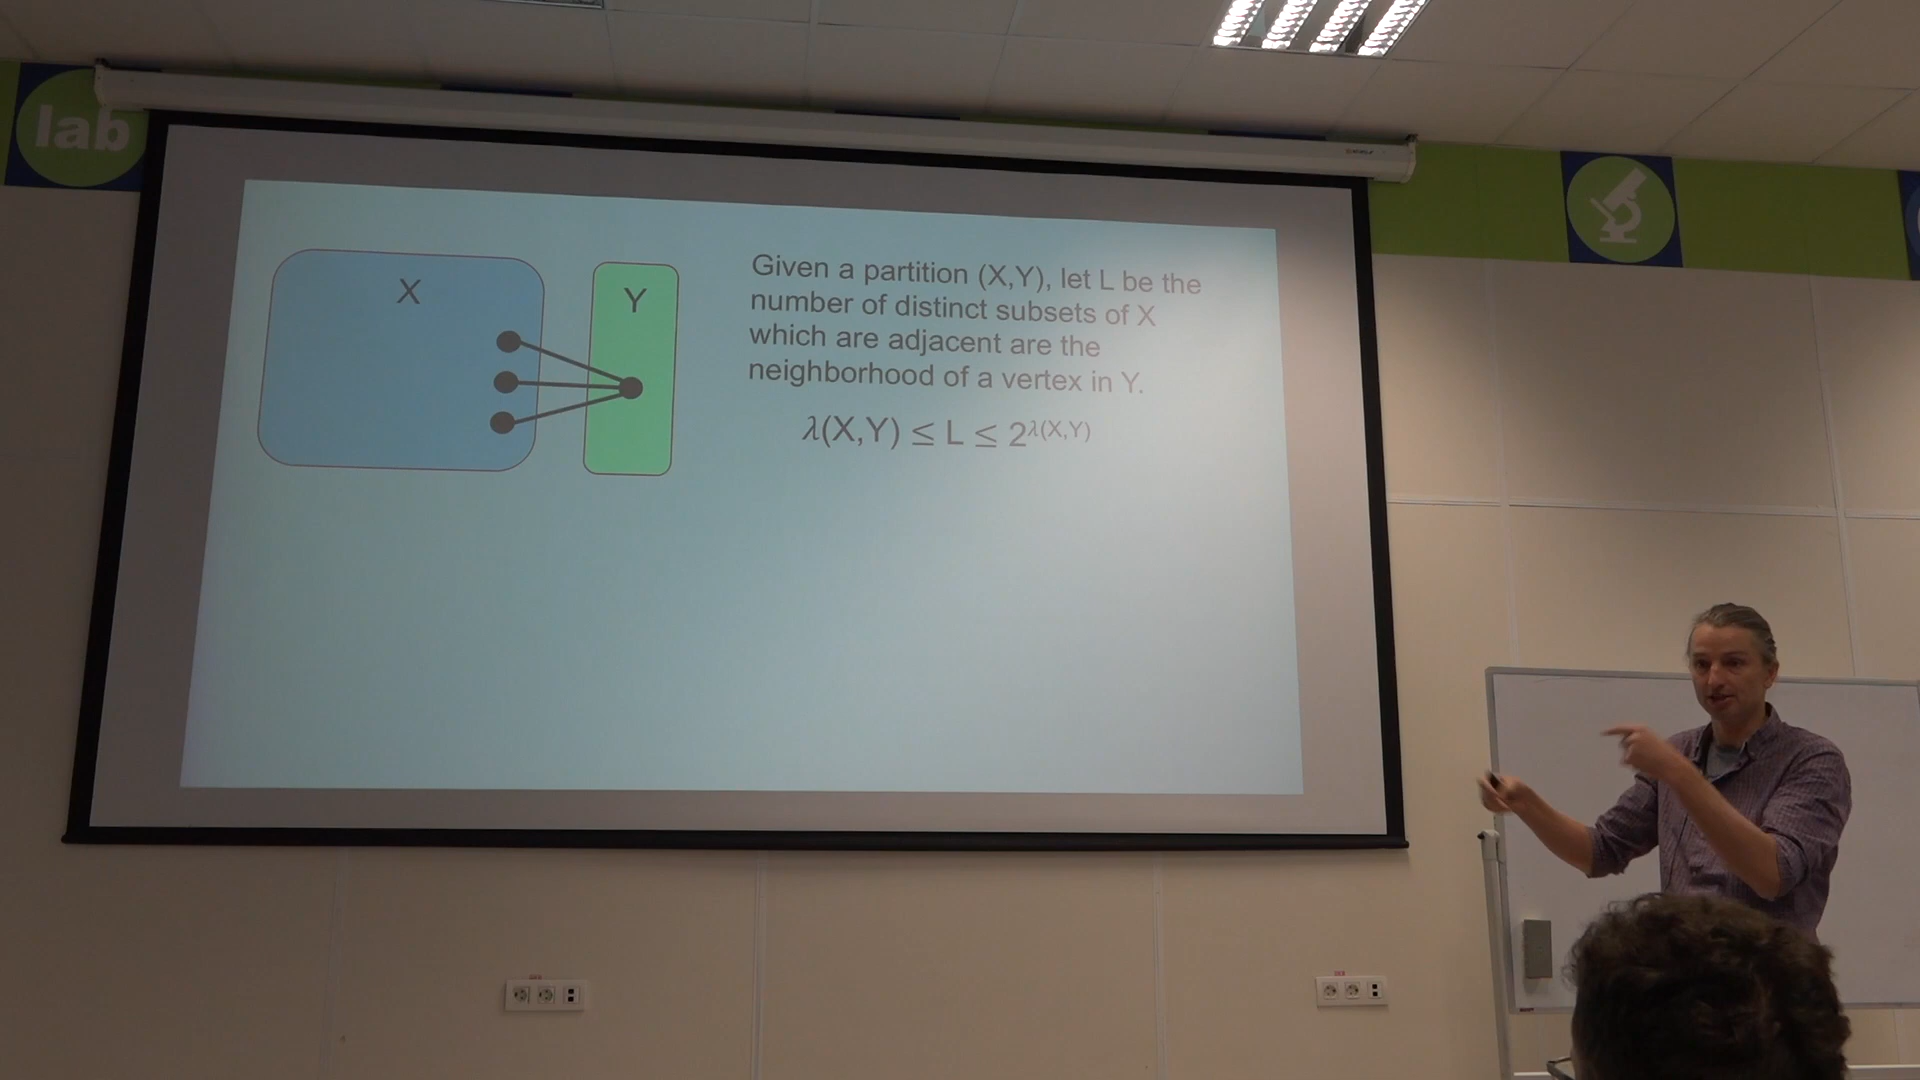 lab
X
Y
Given a partition (X,Y), let L be the
number of distinct subsets of X
which are adjacent are the
neighborhood of a vertex in Y.
λ(X,Y) ≤ L ≤ 2^λ(X,Y)